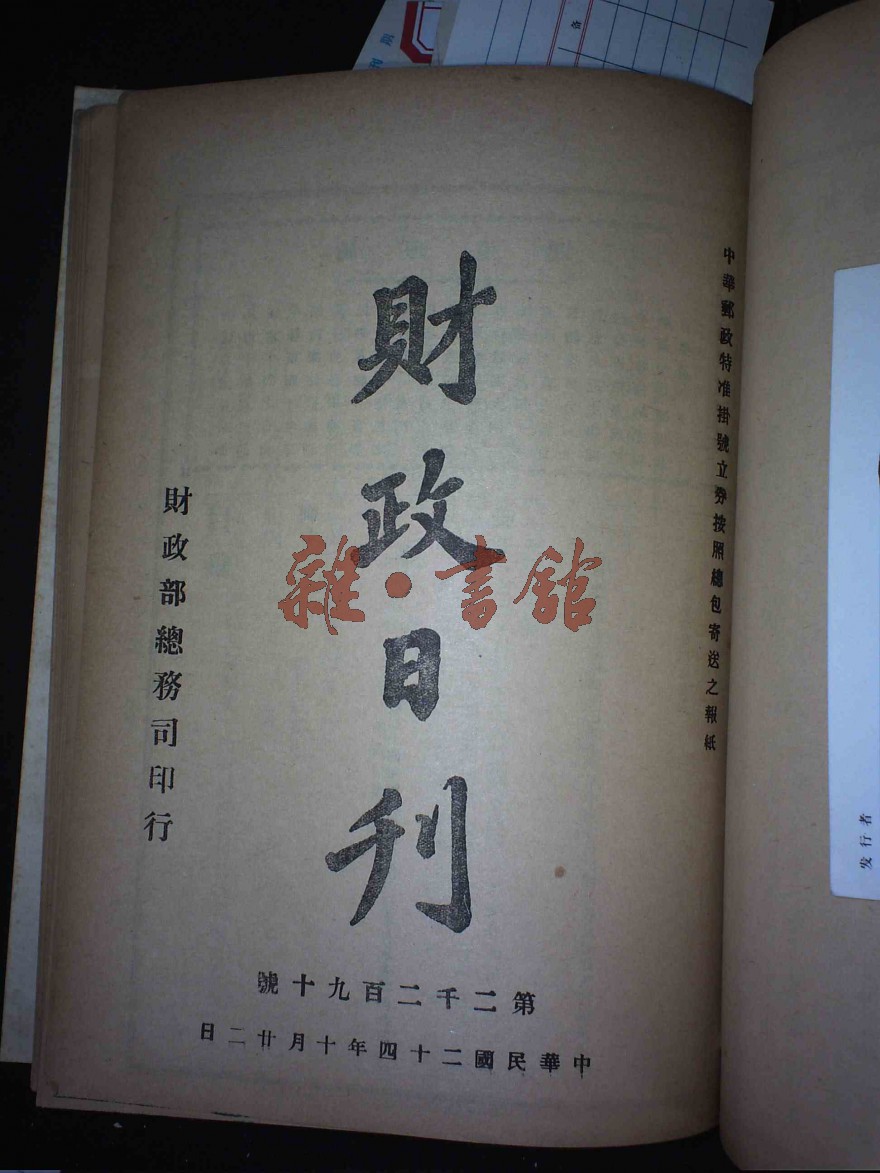 中華郵政特准掛號立劵按照總包寄送之報紙
財政日刊
雜·書舘
財政部總務司印行
第二千二百九十號
中華民國二十四年十月廿二日
发行者